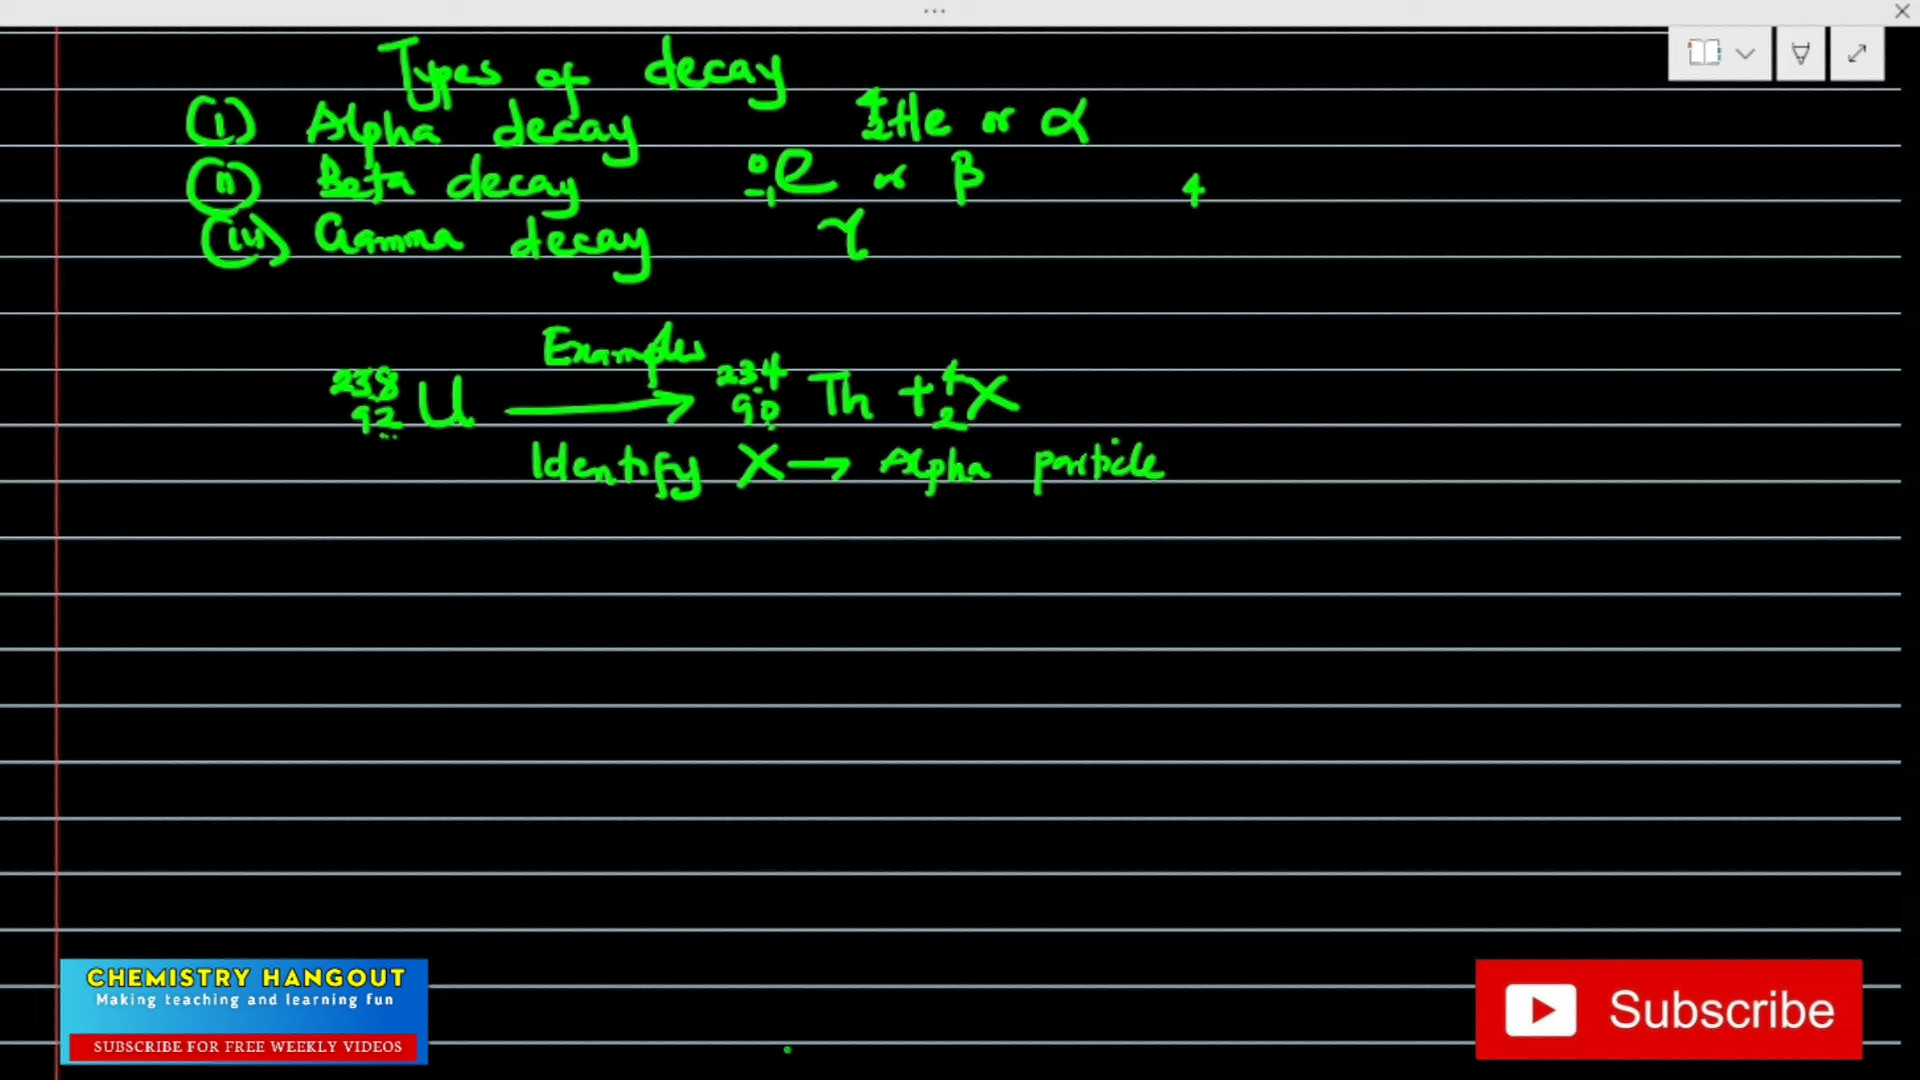 Types of decay
(i) Alpha decay ⁴₂He or α
(ii) Beta decay ⁰₋₁e or β
4
(iii) Gamma decay γ
Examples
²³⁸₉₂U → ²³⁴₉₀Th + ⁴₂X
Identify X → Alpha particle
CHEMISTRY HANGOUT
Making teaching and learning fun
SUBSCRIBE FOR FREE WEEKLY VIDEOS
Subscribe